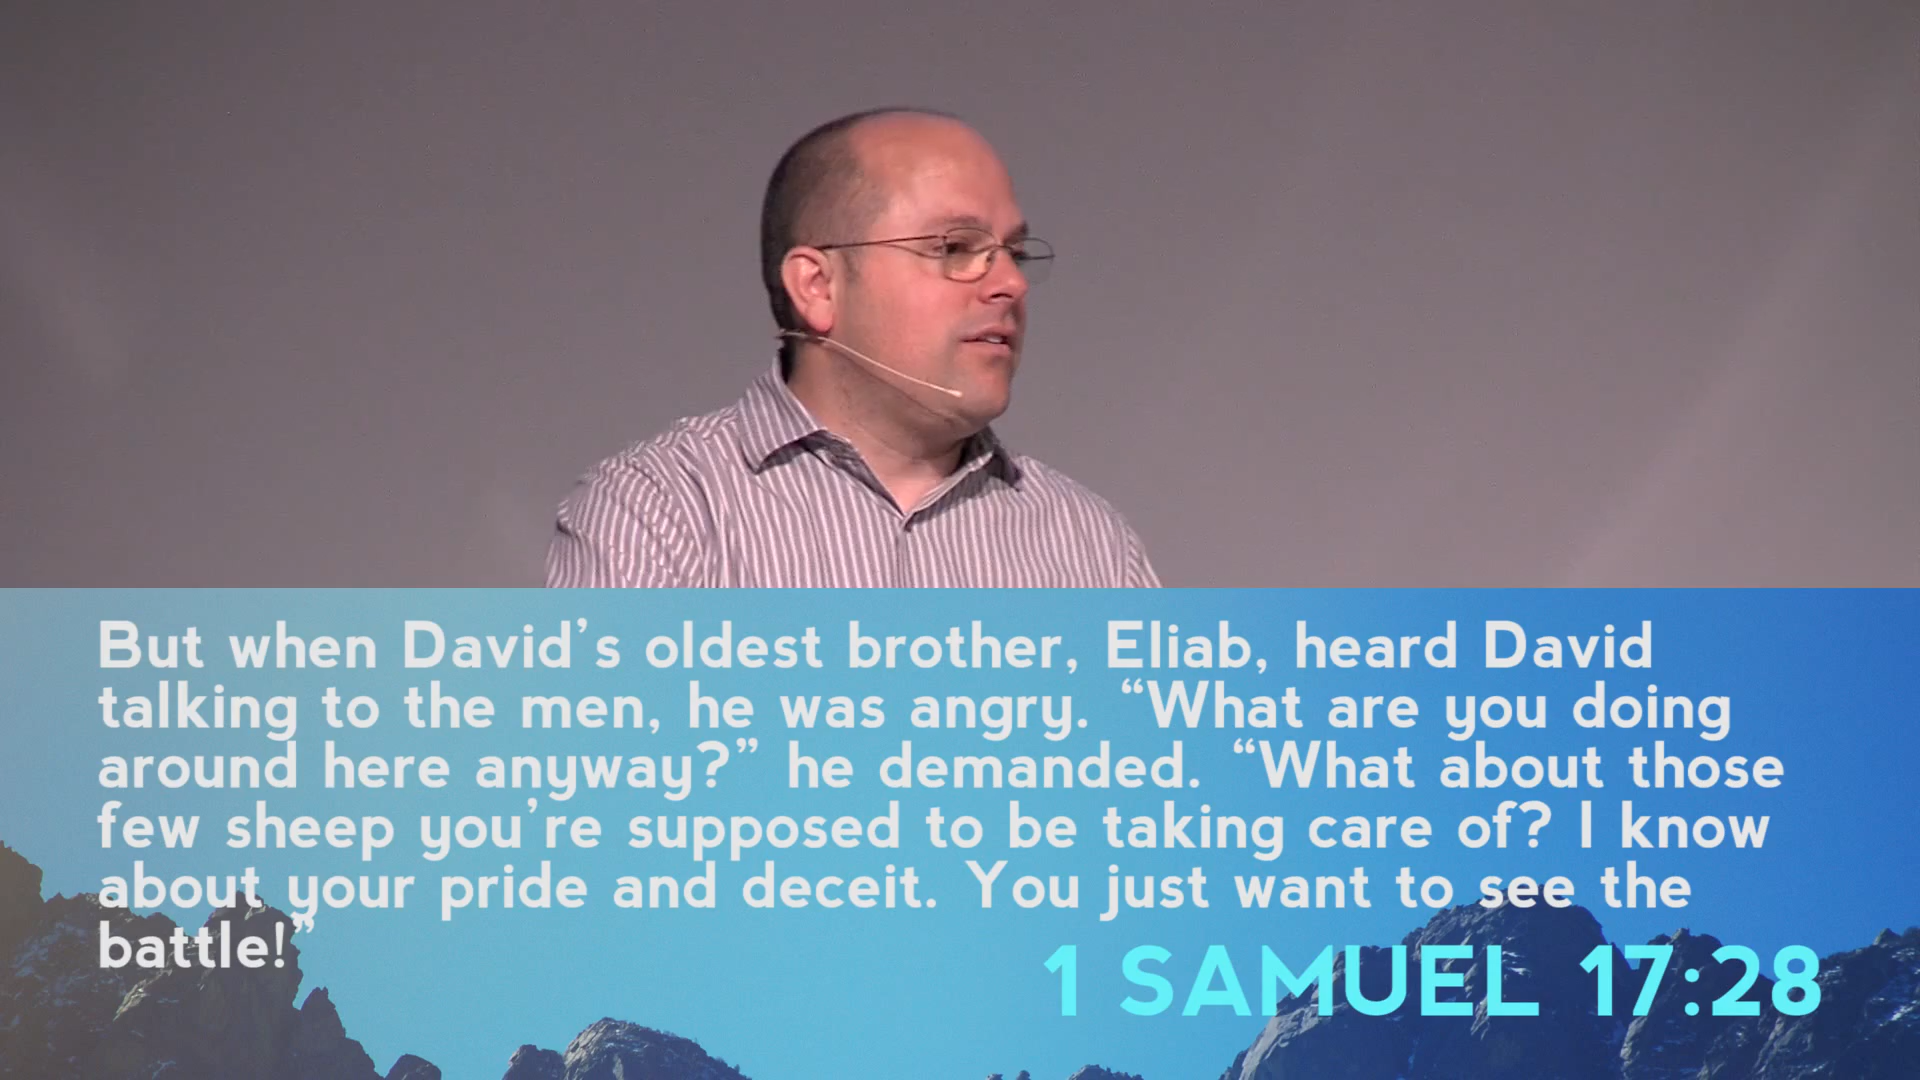 But when David’s oldest brother, Eliab, heard David
talking to the men, he was angry. “What are you doing
around here anyway?” he demanded. “What about those
few sheep you’re supposed to be taking care of? I know
about your pride and deceit. You just want to see the
battle!”
1 SAMUEL 17:28